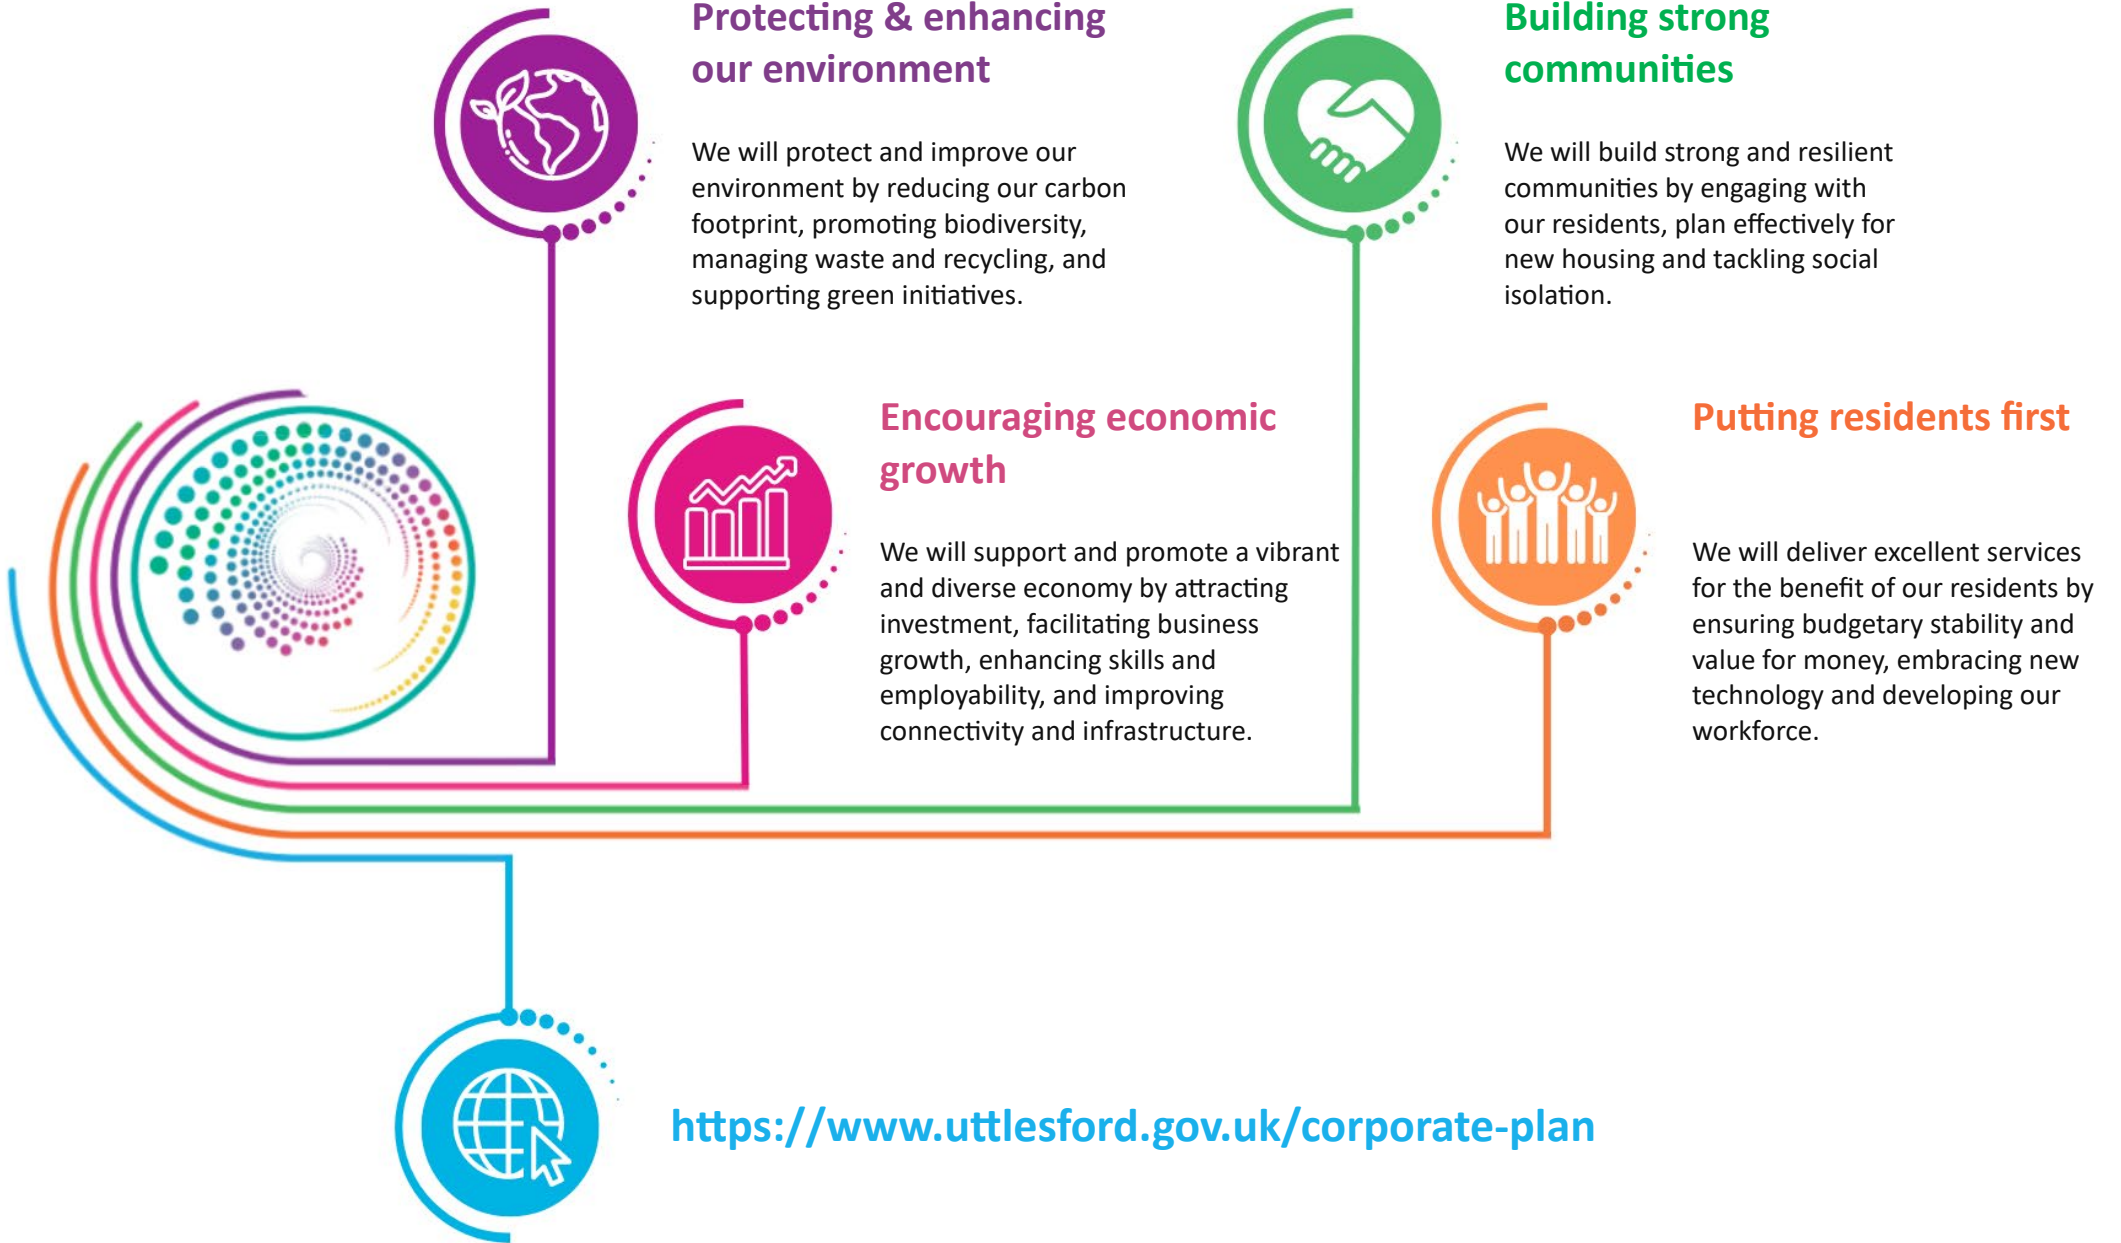 Protecting & enhancing
our environment
We will protect and improve our
environment by reducing our carbon
footprint, promoting biodiversity,
managing waste and recycling, and
supporting green initiatives.
Building strong
communities
We will build strong and resilient
communities by engaging with
our residents, plan effectively for
new housing and tackling social
isolation.
Encouraging economic
growth
We will support and promote a vibrant
and diverse economy by attracting
investment, facilitating business
growth, enhancing skills and
employability, and improving
connectivity and infrastructure.
Putting residents first
We will deliver excellent services
for the benefit of our residents by
ensuring budgetary stability and
value for money, embracing new
technology and developing our
workforce.
https://www.uttlesford.gov.uk/corporate-plan